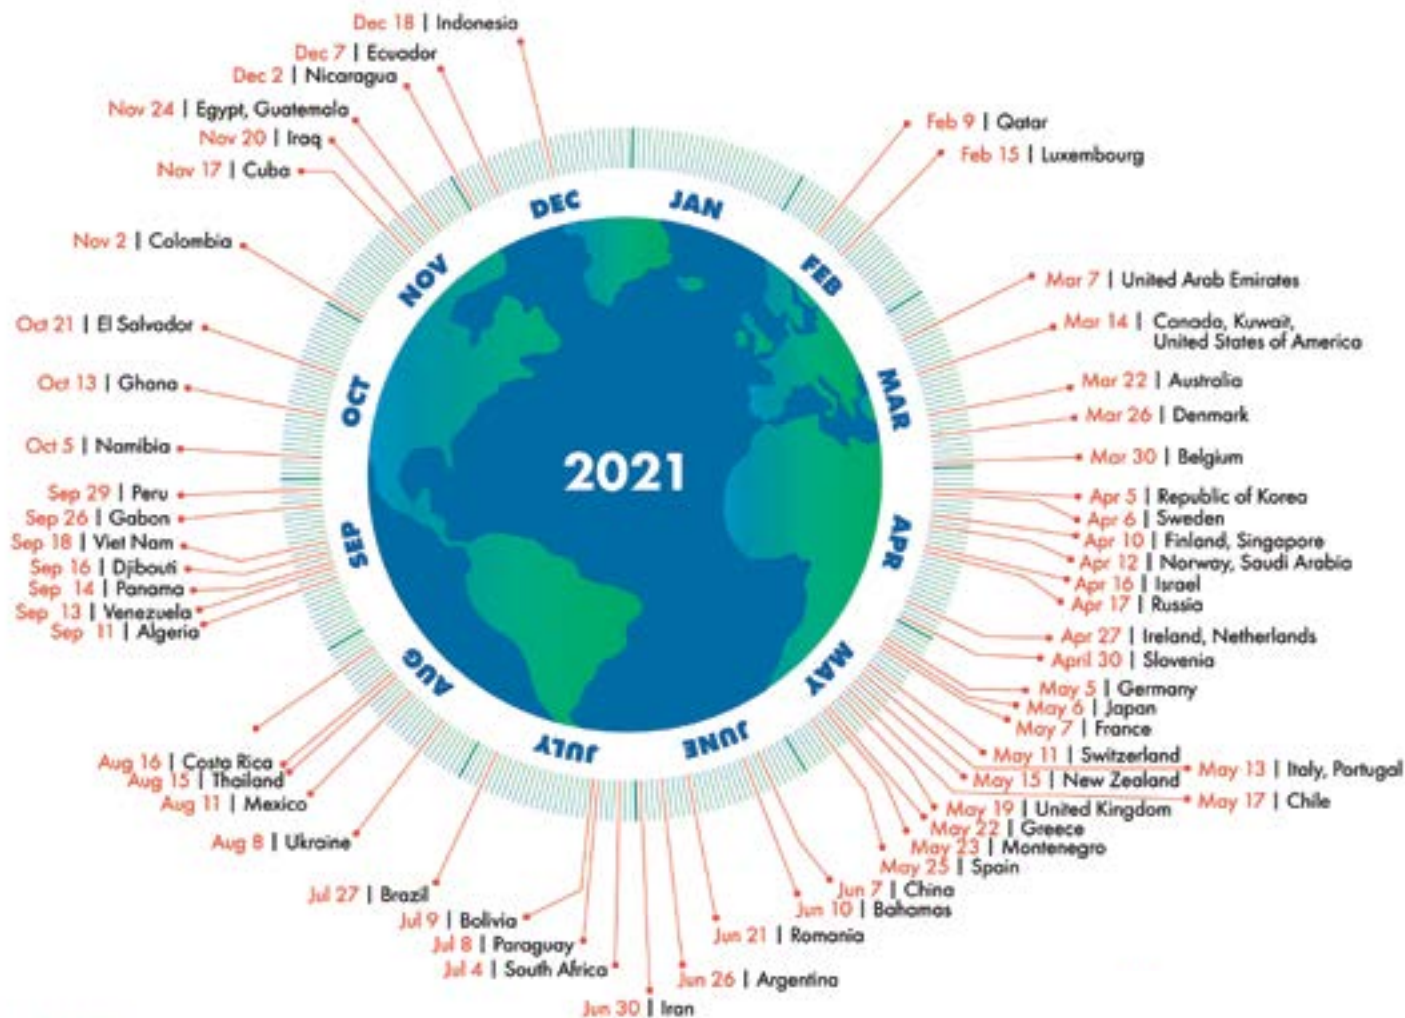 Dec 18 | Indonesia
Dec 7 | Ecuador
Dec 2 | Nicaragua
Nov 24 | Egypt, Guatemala
Nov 20 | Iraq
Nov 17 | Cuba
Nov 2 | Colombia
Oct 21 | El Salvador
Oct 13 | Ghana
Oct 5 | Namibia
Sep 29 | Peru
Sep 26 | Gabon
Sep 18 | Viet Nam
Sep 16 | Djibouti
Sep 14 | Panama
Sep 13 | Venezuela
Sep 11 | Algeria
Aug 16 | Costa Rica
Aug 15 | Thailand
Aug 11 | Mexico
Aug 8 | Ukraine
Jul 27 | Brazil
Jul 9 | Bolivia
Jul 8 | Paraguay
Jul 4 | South Africa
Jun 30 | Iran
Feb 9 | Qatar
Feb 15 | Luxembourg
Mar 7 | United Arab Emirates
Mar 14 | Canada, Kuwait,
United States of America
Mar 22 | Australia
Mar 26 | Denmark
Mar 30 | Belgium
Apr 5 | Republic of Korea
Apr 6 | Sweden
Apr 10 | Finland, Singapore
Apr 12 | Norway, Saudi Arabia
Apr 16 | Israel
Apr 17 | Russia
Apr 27 | Ireland, Netherlands
April 30 | Slovenia
May 5 | Germany
May 6 | Japan
May 7 | France
May 11 | Switzerland
May 13 | Italy, Portugal
May 15 | New Zealand
May 17 | Chile
May 19 | United Kingdom
May 22 | Greece
May 23 | Montenegro
May 25 | Spain
Jun 7 | China
Jun 10 | Bahamas
Jun 21 | Romania
Jun 26 | Argentina
JAN
FEB
MAR
APR
MAY
JUNE
JULY
AUG
SEP
OCT
NOV
DEC
2021